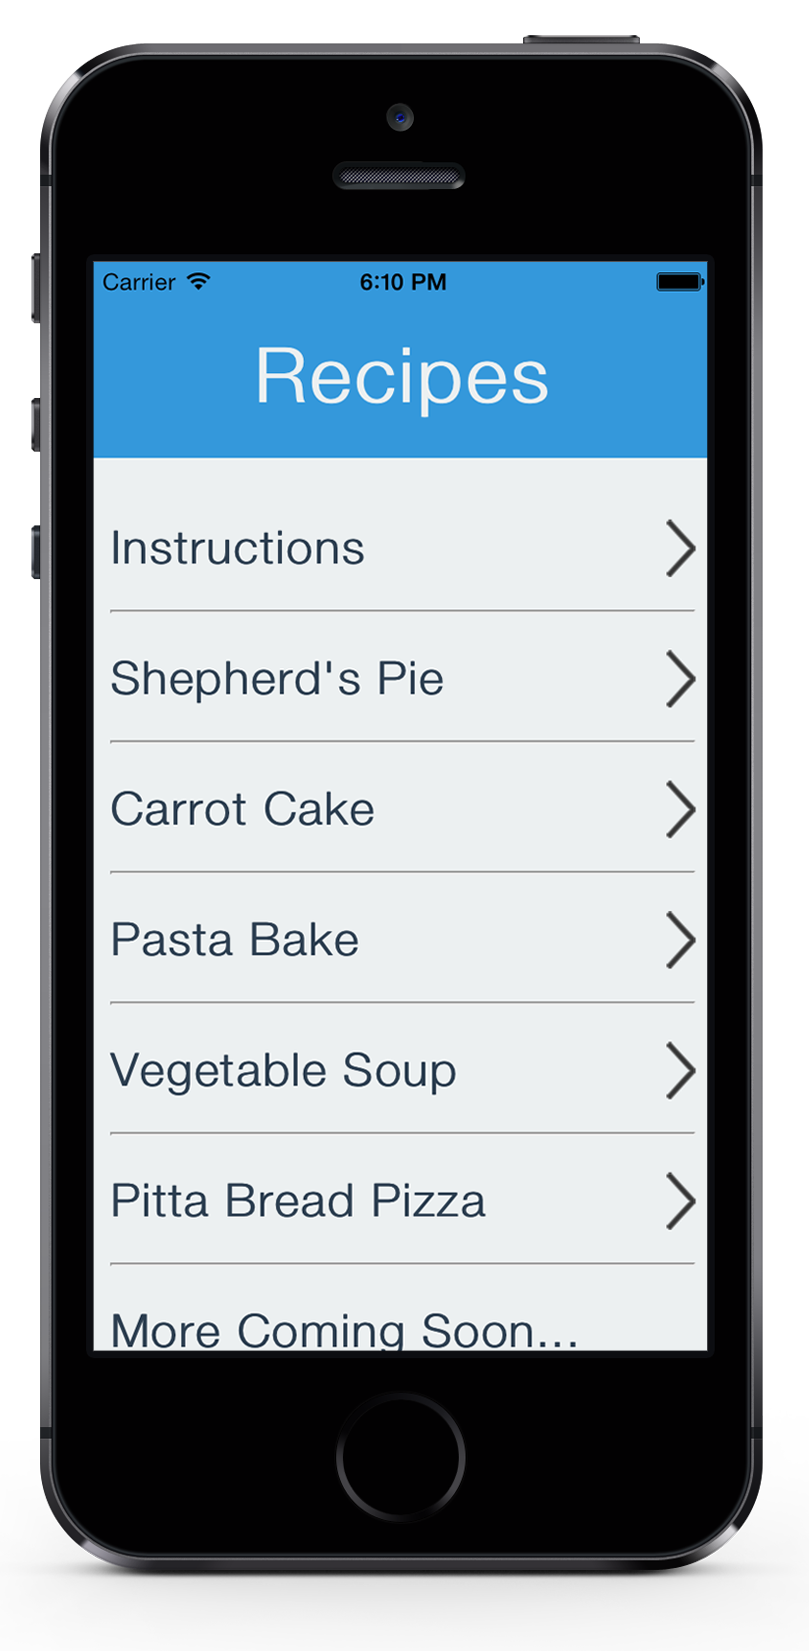 Carrier 6:10 PM
Recipes
Instructions
Shepherd's Pie
Carrot Cake
Pasta Bake
Vegetable Soup
Pitta Bread Pizza
More Coming Soon...